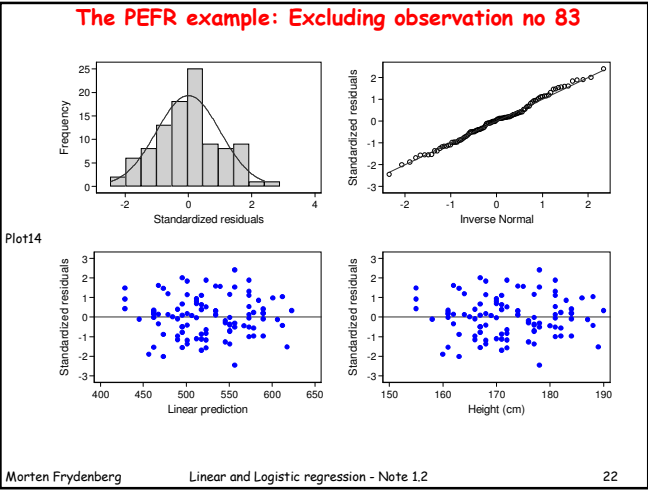 The PEFR example: Excluding observation no 83
25
20
15
10
5
0
Frequency
-2 0 2 4
Standardized residuals
2
1
0
-1
-2
-3
Standardized residuals
-2 -1 0 1 2
Inverse Normal
Plot14
3
2
1
0
-1
-2
-3
Standardized residuals
400 450 500 550 600 650
Linear prediction
3
2
1
0
-1
-2
-3
Standardized residuals
150 160 170 180 190
Height (cm)
Morten Frydenberg Linear and Logistic regression - Note 1.2 22